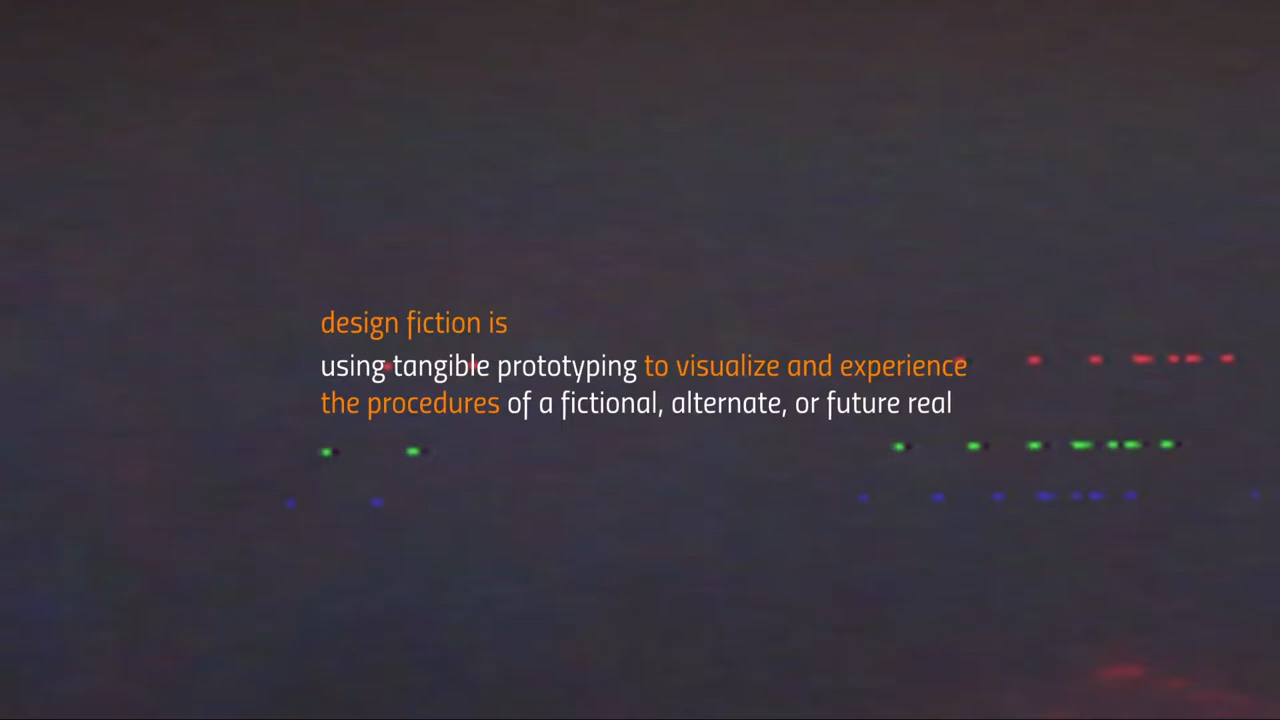 design fiction is
using tangible prototyping to visualize and experience
the procedures of a fictional, alternate, or future real